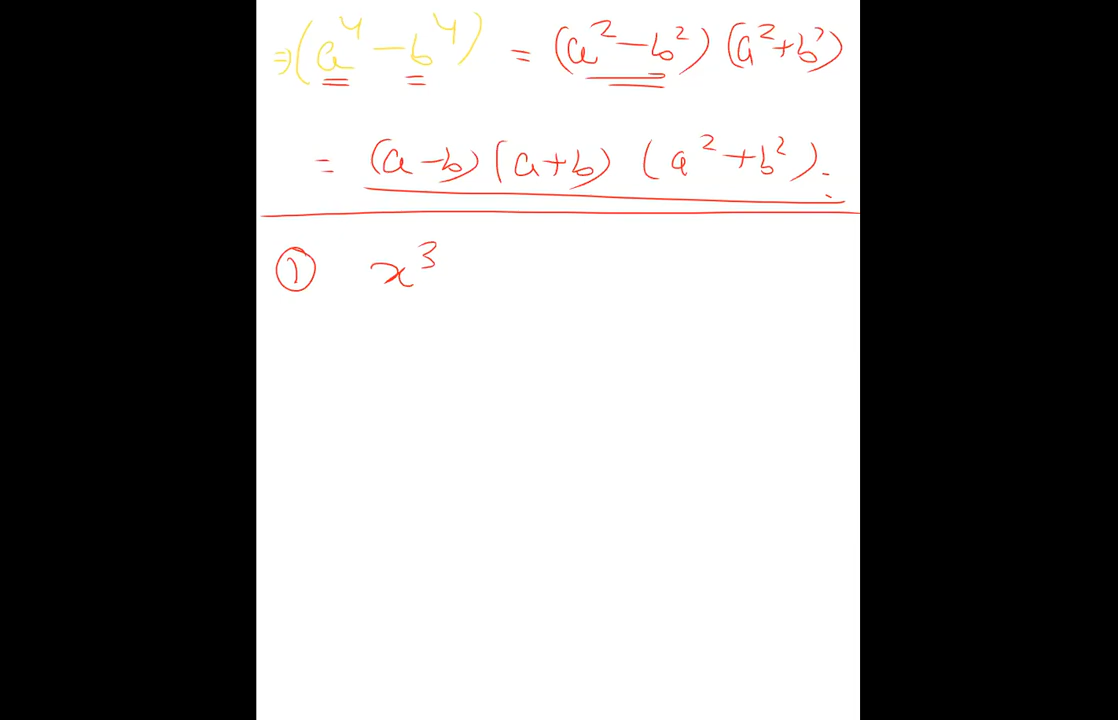 ⇒ (a⁴ − b⁴) = (a² − b²) (a² + b²)
= (a − b) (a + b) (a² + b²).
① x³